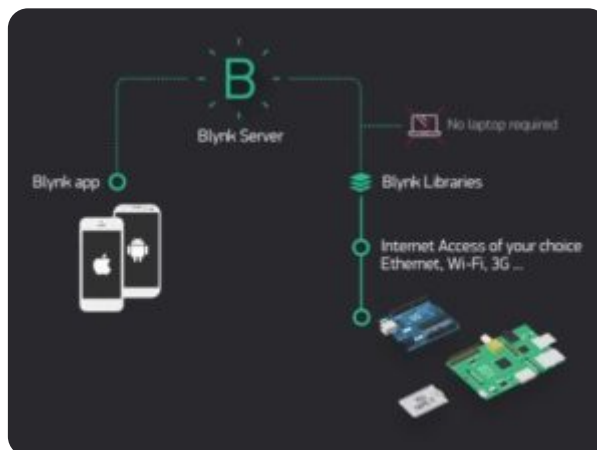 B
Blynk Server
No laptop required
Blynk app
Blynk Libraries
Internet Access of your choice
Ethernet, Wi-Fi, 3G ...